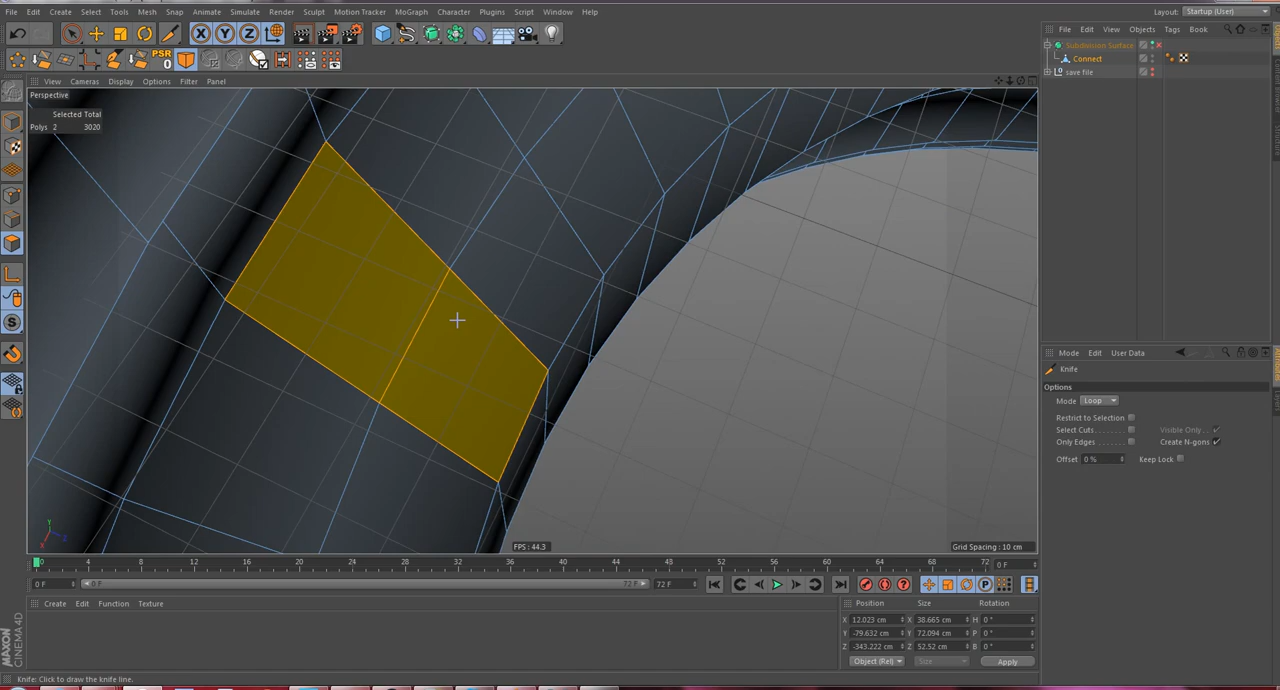 File Edit Create Select Tools Mesh Snap Animate Simulate Render Sculpt Motion Tracker MoGraph Character Plugins Script Window Help
Layout: Startup (User)
PSR
0
File Edit View Objects Tags Book
Subdivision Surface
Connect
save file
View Cameras Display Options Filter Panel
Perspective
Selected Total
Polys 2 3020
Mode Edit User Data
Knife
Options
Mode Loop
Restrict to Selection
Select Cuts Visible Only
Only Edges Create N-gons
Offset 0 % Keep Lock
FPS : 44.3
Grid Spacing : 10 cm
0 4 8 12 16 20 24 28 32 36 40 44 48 52 56 60 64 68 72 0 F
0 F 0 F 72 F 72 F
Create Edit Function Texture
Position Size Rotation
X 12.023 cm X 38.665 cm H 0 °
Y -79.632 cm Y 72.094 cm P 0 °
Z -343.222 cm Z 52.52 cm B 0 °
Object (Rel) Size Apply
MAXON
CINEMA 4D
Knife: Click to draw the knife line.